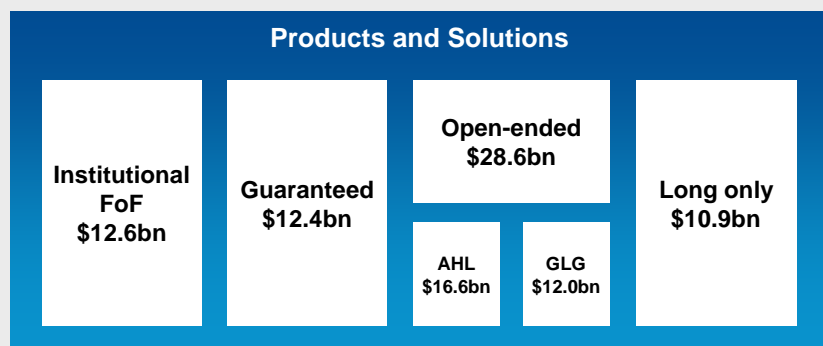 Products and Solutions
Institutional
FoF
$12.6bn
Guaranteed
$12.4bn
Open-ended
$28.6bn
AHL
$16.6bn
GLG
$12.0bn
Long only
$10.9bn